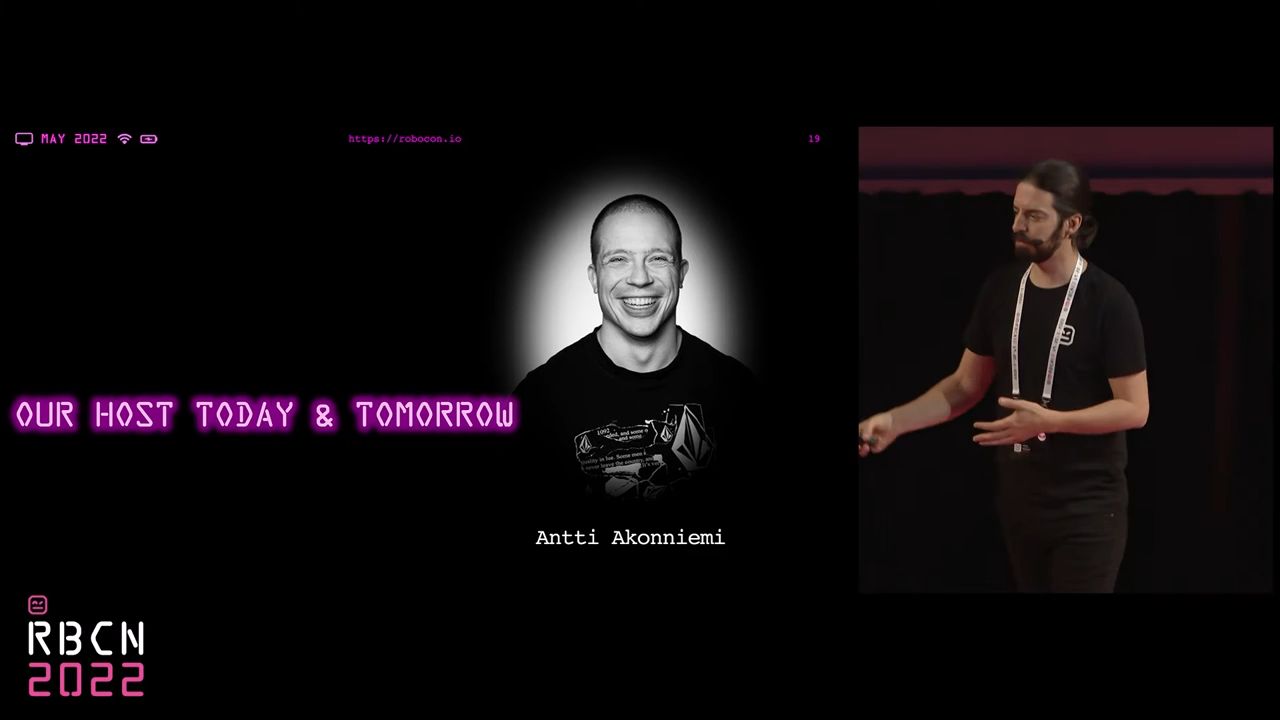 MAY 2022
https://robocon.io
19
OUR HOST TODAY & TOMORROW
Antti Akonniemi
RBCN
2022